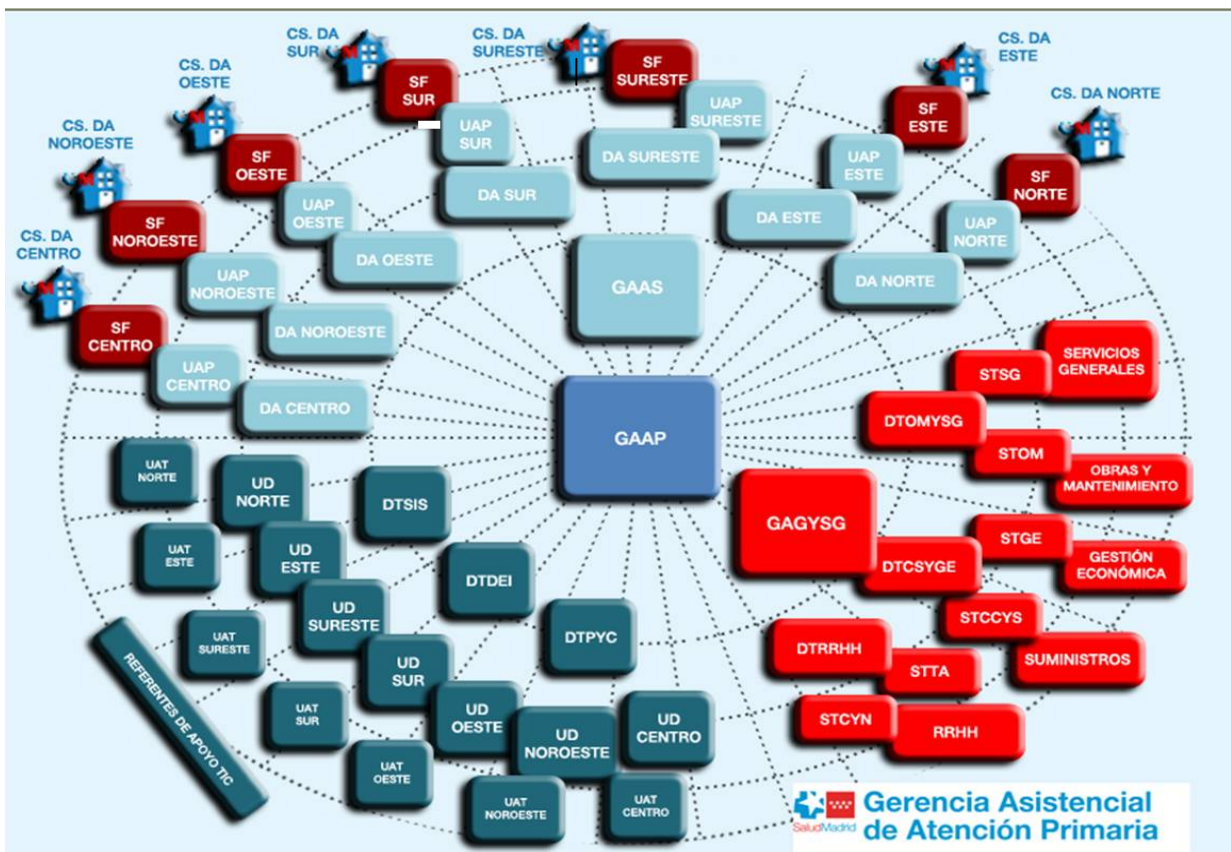 CS. DA
SUR
CS. DA
SURESTE
CS. DA
ESTE
CS. DA
OESTE
CS. DA NORTE
CS. DA
NOROESTE
CS. DA
CENTRO
SF
SUR
SF
SURESTE
SF
ESTE
SF
OESTE
SF
NORTE
SF
NOROESTE
SF
CENTRO
UAP
SUR
UAP
SURESTE
UAP
ESTE
UAP
OESTE
UAP
NORTE
UAP
NOROESTE
UAP
CENTRO
DA SURESTE
DA SUR
DA ESTE
DA OESTE
DA NORTE
DA NOROESTE
DA CENTRO
GAAS
GAAP
SERVICIOS
GENERALES
STSG
DTOMYSG
STOM
OBRAS Y
MANTENIMIENTO
GAGYSG
STGE
GESTIÓN
ECONÓMICA
DTCSYGE
STCCYS
SUMINISTROS
DTRRHH
STTA
STCYN
RRHH
UAT
NORTE
UD
NORTE
DTSIS
UAT
ESTE
UD
ESTE
DTDEI
UD
SURESTE
UAT
SURESTE
DTPYC
UD
SUR
UAT
SUR
UD
OESTE
UD
NOROESTE
UD
CENTRO
UAT
OESTE
UAT
NOROESTE
UAT
CENTRO
REFERENTES DE APOYO TIC
SaludMadrid
Gerencia Asistencial
de Atención Primaria